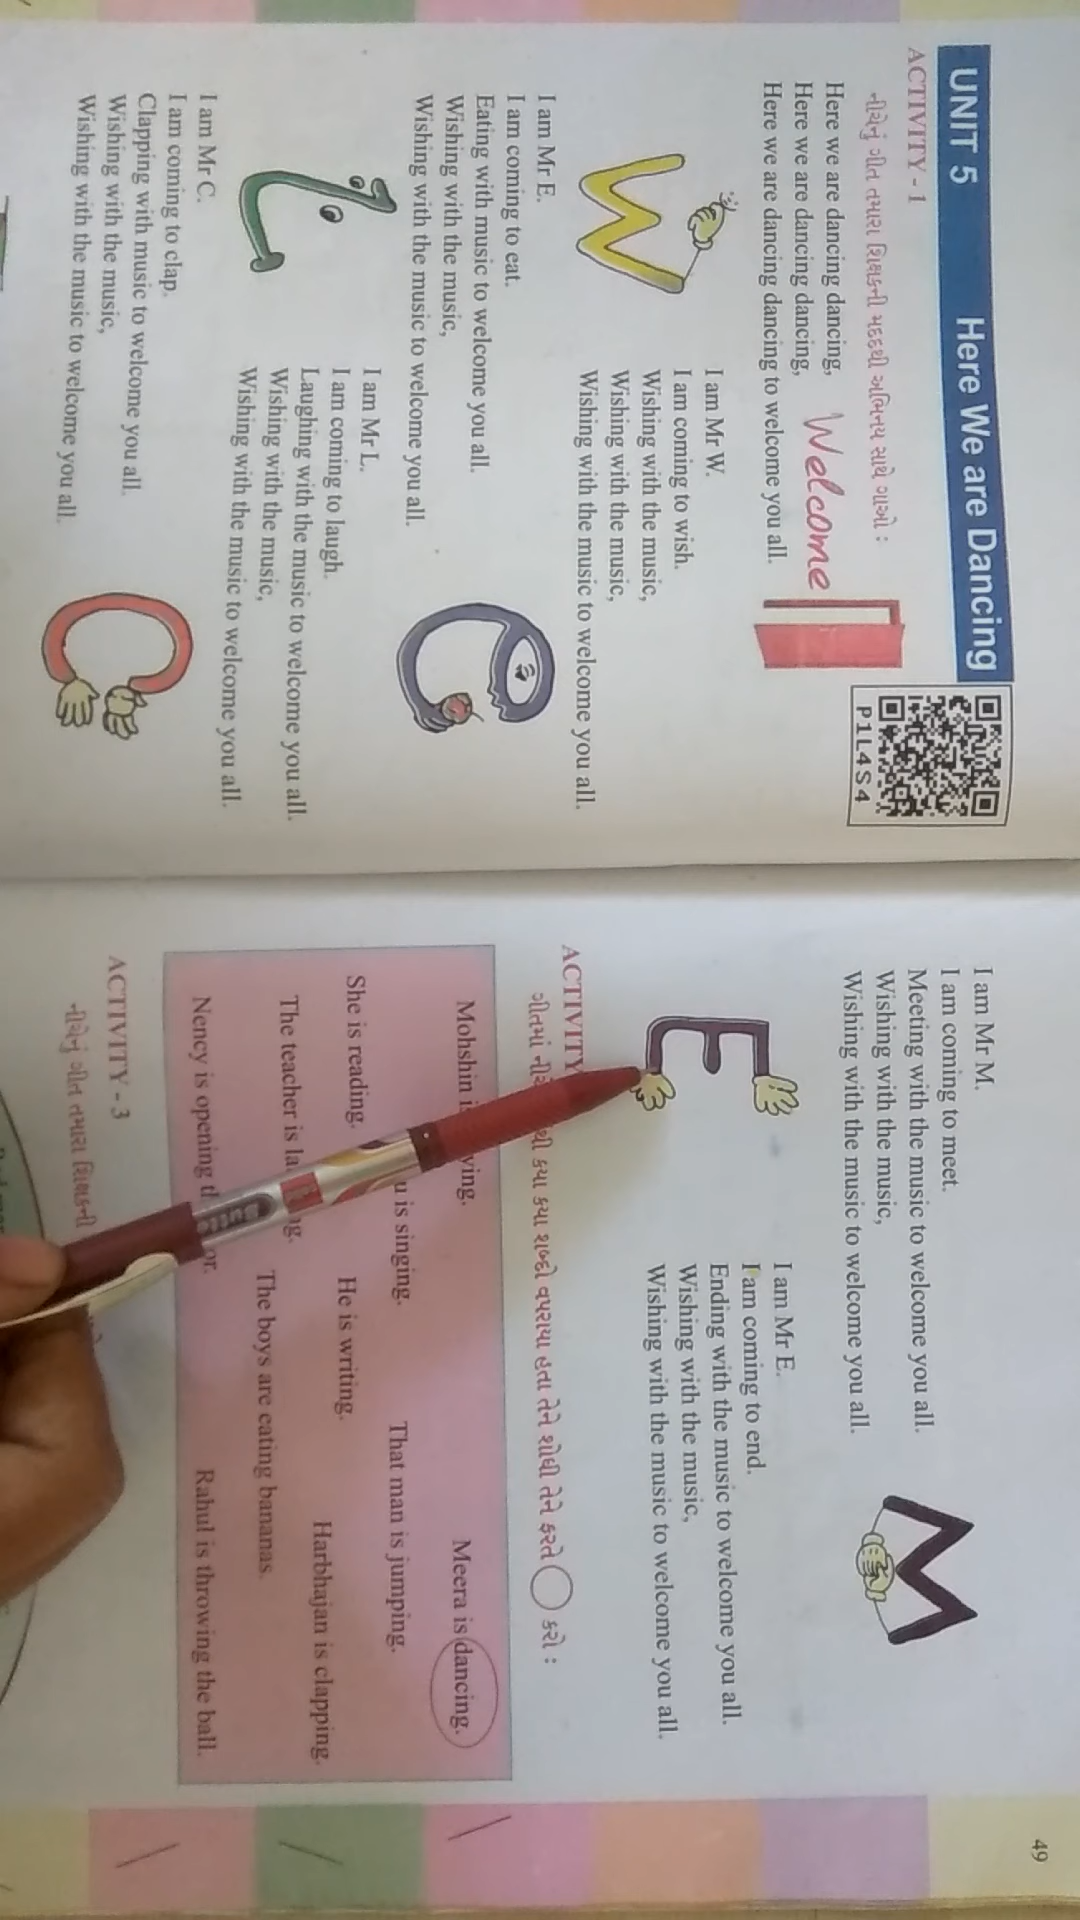 UNIT 5 Here We are Dancing
P1L4S4
ACTIVITY - 1
નીચેનું ગીત તમારા શિક્ષકની મદદથી અભિનય સાથે ગાઓ :
Here we are dancing dancing,
Here we are dancing dancing,
Here we are dancing dancing to welcome you all.
Welcome
I am Mr W.
I am coming to wish.
Wishing with the music,
Wishing with the music,
Wishing with the music to welcome you all.
I am Mr E.
I am coming to eat.
Eating with music to welcome you all.
Wishing with the music,
Wishing with the music to welcome you all.
I am Mr L.
I am coming to laugh.
Laughing with the music to welcome you all.
Wishing with the music,
Wishing with the music to welcome you all.
I am Mr C.
I am coming to clap.
Clapping with music to welcome you all.
Wishing with the music,
Wishing with the music to welcome you all.
49
I am Mr M.
I am coming to meet.
Meeting with the music to welcome you all.
Wishing with the music,
Wishing with the music to welcome you all.
I am Mr E.
I am coming to end.
Ending with the music to welcome you all.
Wishing with the music,
Wishing with the music to welcome you all.
ACTIVITY
ગીતમાં કયા કયા શબ્દો વપરાયા હતા તેને શોધી તેને ફરતે કરો :
Mohshin Meera is dancing.
is singing. That man is jumping.
She is reading. He is writing. Harbhajan is clapping.
The teacher is The boys are eating bananas.
Nency is opening Rahul is throwing the ball.
ACTIVITY - 3
નીચેનું ગીત તમારા શિક્ષકની